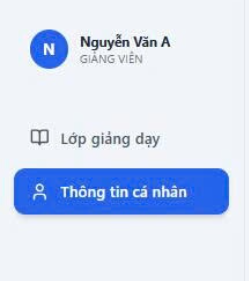 N
Nguyễn Văn A
GIẢNG VIÊN
Lớp giảng dạy
Thông tin cá nhân